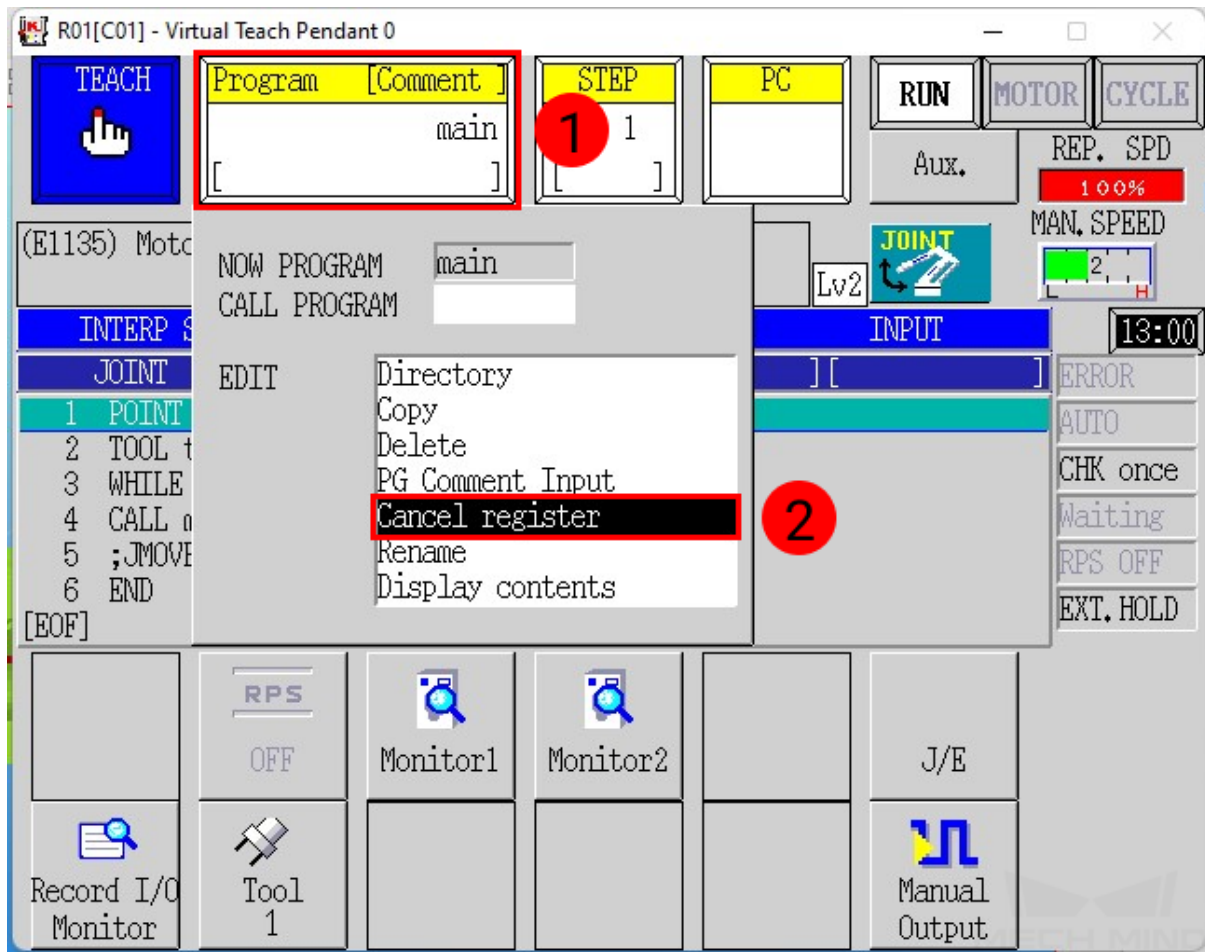 R01[C01] - Virtual Teach Pendant 0
TEACH
Program [Comment ]
main
[ ]
1
STEP
1
[ ]
PC
RUN
MOTOR
CYCLE
Aux.
REP. SPD
100%
(E1135) Moto
NOW PROGRAM main
CALL PROGRAM
Lv2
JOINT
MAN.SPEED
2
L H
INTERP S
INPUT
13:00
JOINT
][ ]
EDIT
Directory
Copy
Delete
PG Comment Input
Cancel register
2
Rename
Display contents
1 POINT
2 TOOL t
3 WHILE
4 CALL
5 ;JMOVE
6 END
[EOF]
ERROR
AUTO
CHK once
Waiting
RPS OFF
EXT.HOLD
RPS
OFF
Monitor1
Monitor2
J/E
Record I/O
Monitor
Tool
1
Manual
Output
MECH MIND